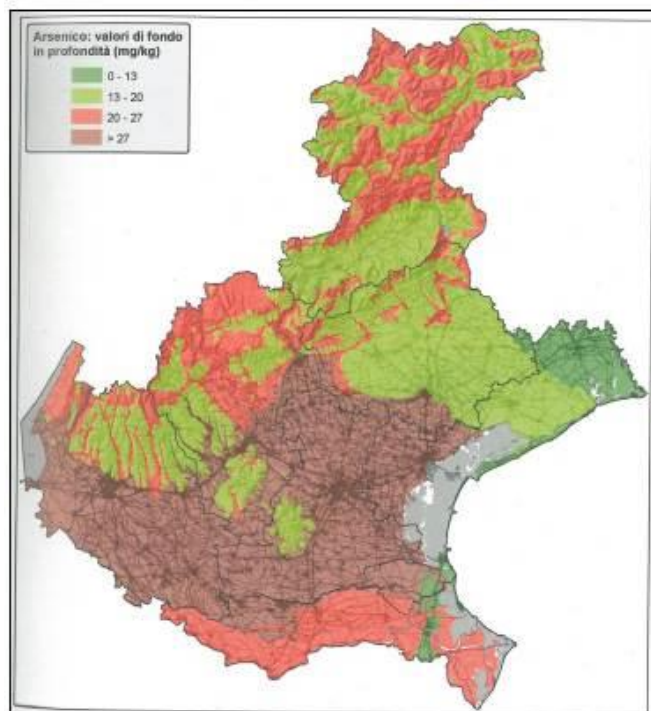 Arsenico: valori di fondo
in profondità (mg/kg)
0 - 13
13 - 20
20 - 27
> 27